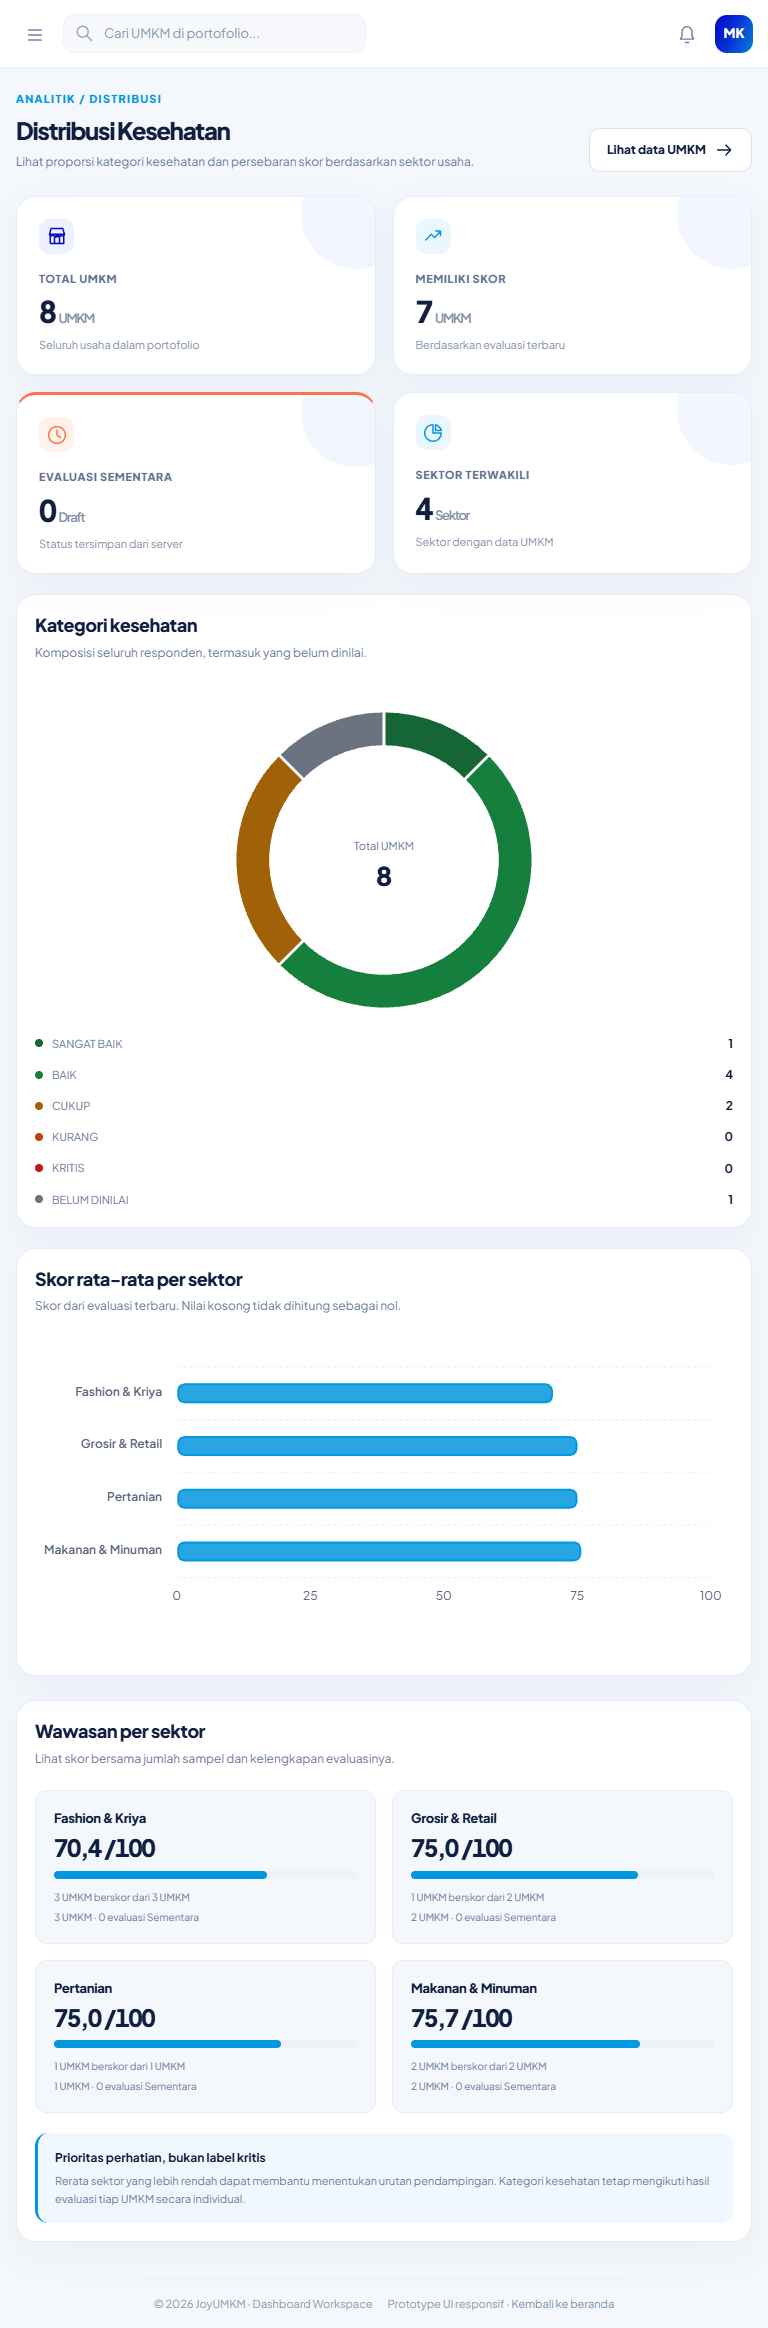 Cari UMKM di portofolio...
MK
ANALITIK / DISTRIBUSI
Distribusi Kesehatan
Lihat proporsi kategori kesehatan dan persebaran skor berdasarkan sektor usaha.
Lihat data UMKM
TOTAL UMKM
8 UMKM
Seluruh usaha dalam portofolio
MEMILIKI SKOR
7 UMKM
Berdasarkan evaluasi terbaru
EVALUASI SEMENTARA
0 Draft
Status tersimpan dari server
SEKTOR TERWAKILI
4 Sektor
Sektor dengan data UMKM
Kategori kesehatan
Komposisi seluruh responden, termasuk yang belum dinilai.
Total UMKM
8
SANGAT BAIK 1
BAIK 4
CUKUP 2
KURANG 0
KRITIS 0
BELUM DINILAI 1
Skor rata-rata per sektor
Skor dari evaluasi terbaru. Nilai kosong tidak dihitung sebagai nol.
Fashion & Kriya
Grosir & Retail
Pertanian
Makanan & Minuman
0 25 50 75 100
Wawasan per sektor
Lihat skor bersama jumlah sampel dan kelengkapan evaluasinya.
Fashion & Kriya
70,4 /100
3 UMKM berskor dari 3 UMKM
3 UMKM · 0 evaluasi Sementara
Grosir & Retail
75,0 /100
1 UMKM berskor dari 2 UMKM
2 UMKM · 0 evaluasi Sementara
Pertanian
75,0 /100
1 UMKM berskor dari 1 UMKM
1 UMKM · 0 evaluasi Sementara
Makanan & Minuman
75,7 /100
2 UMKM berskor dari 2 UMKM
2 UMKM · 0 evaluasi Sementara
Prioritas perhatian, bukan label kritis
Rerata sektor yang lebih rendah dapat membantu menentukan urutan pendampingan. Kategori kesehatan tetap mengikuti hasil
evaluasi tiap UMKM secara individual.
© 2026 JoyUMKM · Dashboard Workspace Prototype UI responsif · Kembali ke beranda